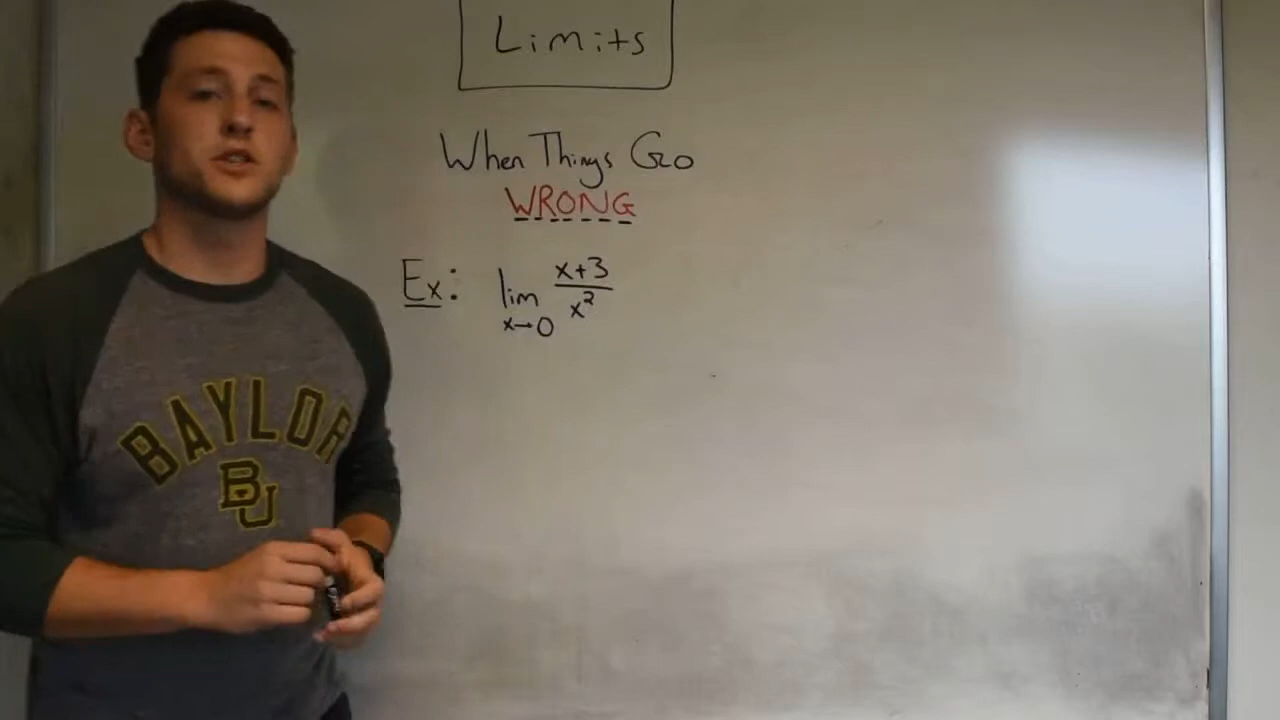 Limits
When Things Go
WRONG
Ex: lim x→0 x+3/x²
BAYLOR
BU